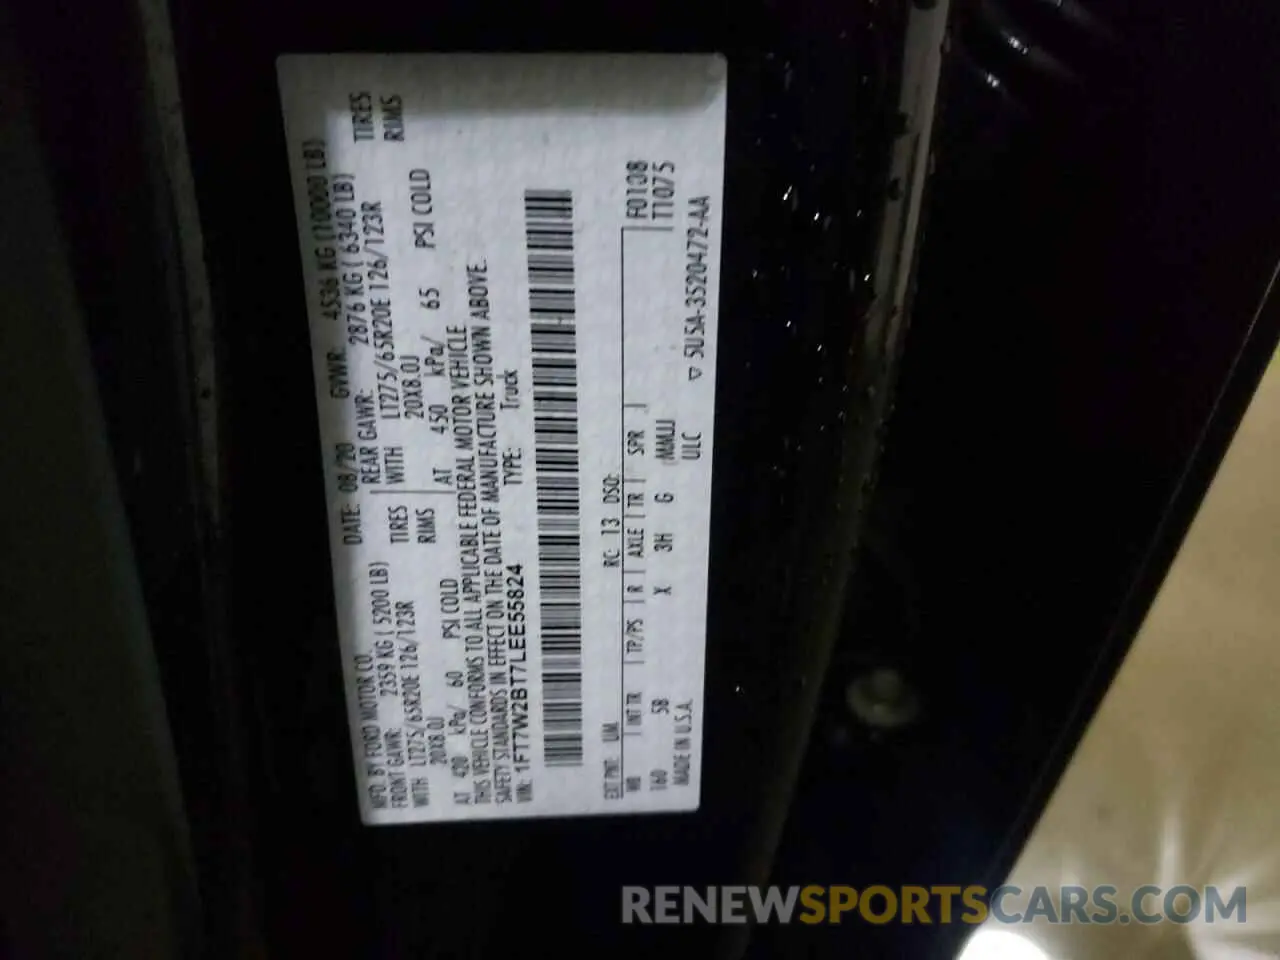 MFD. BY FORD MOTOR CO. DATE: 08/20 GVWR: 4536 KG (10000 LB)
FRONT GAWR: 2359 KG ( 5200 LB) REAR GAWR: 2876 KG ( 6340 LB)
WITH LT275/65R20E 126/123R TIRES WITH LT275/65R20E 126/123R TIRES
20X8.0J RIMS 20X8.0J RIMS
AT 420 kPa/ 60 PSI COLD AT 450 kPa/ 65 PSI COLD
THIS VEHICLE CONFORMS TO ALL APPLICABLE FEDERAL MOTOR VEHICLE
SAFETY STANDARDS IN EFFECT ON THE DATE OF MANUFACTURE SHOWN ABOVE.
VIN: 1FT7W2BT7LEE55824 TYPE: Truck
EXT PNT: UM RC: 13 DSO: F0108
WB | INT TR | TP/PS | R | AXLE | TR | SPR T1075
160 5B X 3H G MMUJ
MADE IN U.S.A. ULC ▽ 5U5A-3520472-AA
RENEWSPORTSCARS.COM